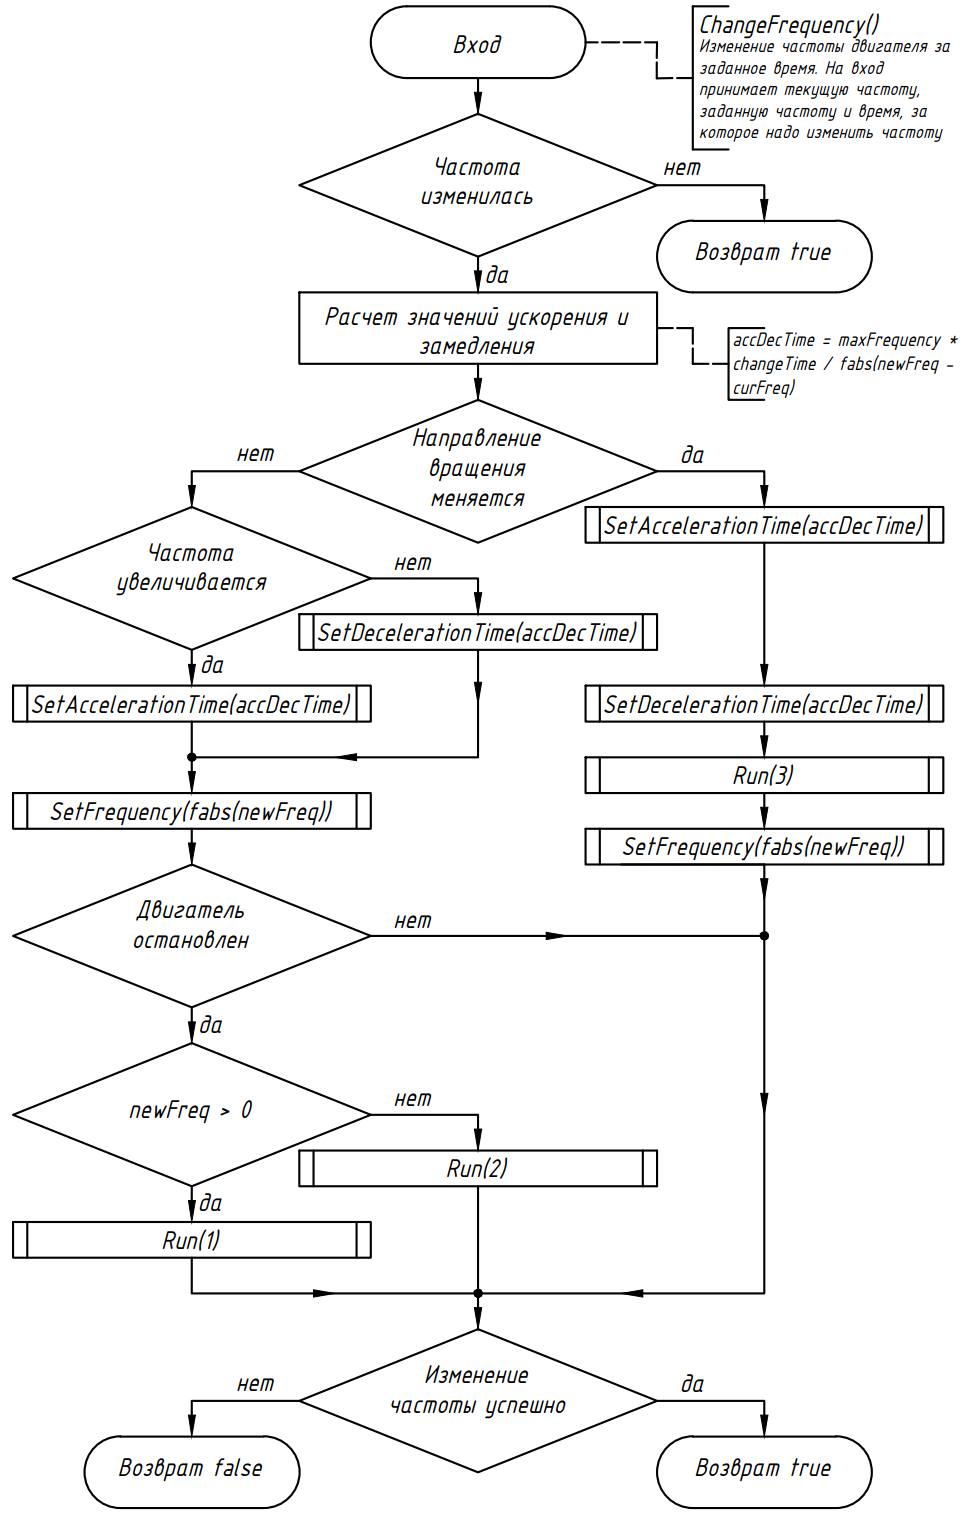 Вход
ChangeFrequency()
Изменение частоты двигателя за
заданное время. На вход
принимает текущую частоту,
заданную частоту и время, за
которое надо изменить частоту
Частота
изменилась
нет
Возврат true
да
Расчет значений ускорения и
замедления
accDecTime = maxFrequency *
changeTime / fabs(newFreq -
curFreq)
Направление
вращения
меняется
нет
да
SetAccelerationTime(accDecTime)
Частота
увеличивается
нет
SetDecelerationTime(accDecTime)
да
SetAccelerationTime(accDecTime)
SetDecelerationTime(accDecTime)
Run(3)
SetFrequency(fabs(newFreq))
SetFrequency(fabs(newFreq))
Двигатель
остановлен
нет
да
newFreq > 0
нет
Run(2)
да
Run(1)
Изменение
частоты успешно
нет
да
Возврат false
Возврат true